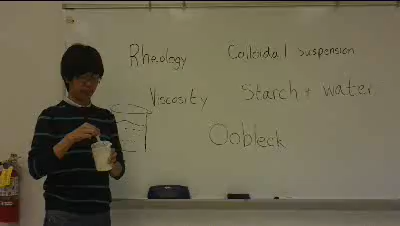 Rheology Colloidal suspension
Viscosity Starch + water
Oobleck